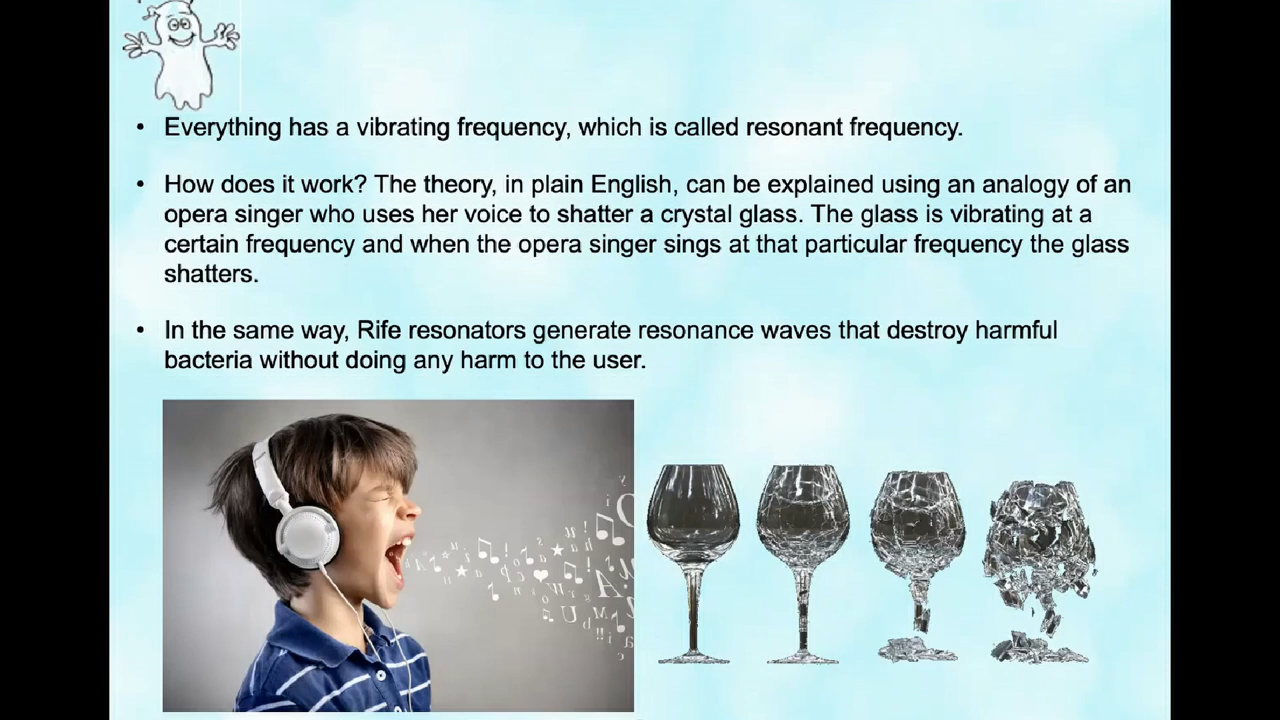 • Everything has a vibrating frequency, which is called resonant frequency.
• How does it work? The theory, in plain English, can be explained using an analogy of an
opera singer who uses her voice to shatter a crystal glass. The glass is vibrating at a
certain frequency and when the opera singer sings at that particular frequency the glass
shatters.
• In the same way, Rife resonators generate resonance waves that destroy harmful
bacteria without doing any harm to the user.